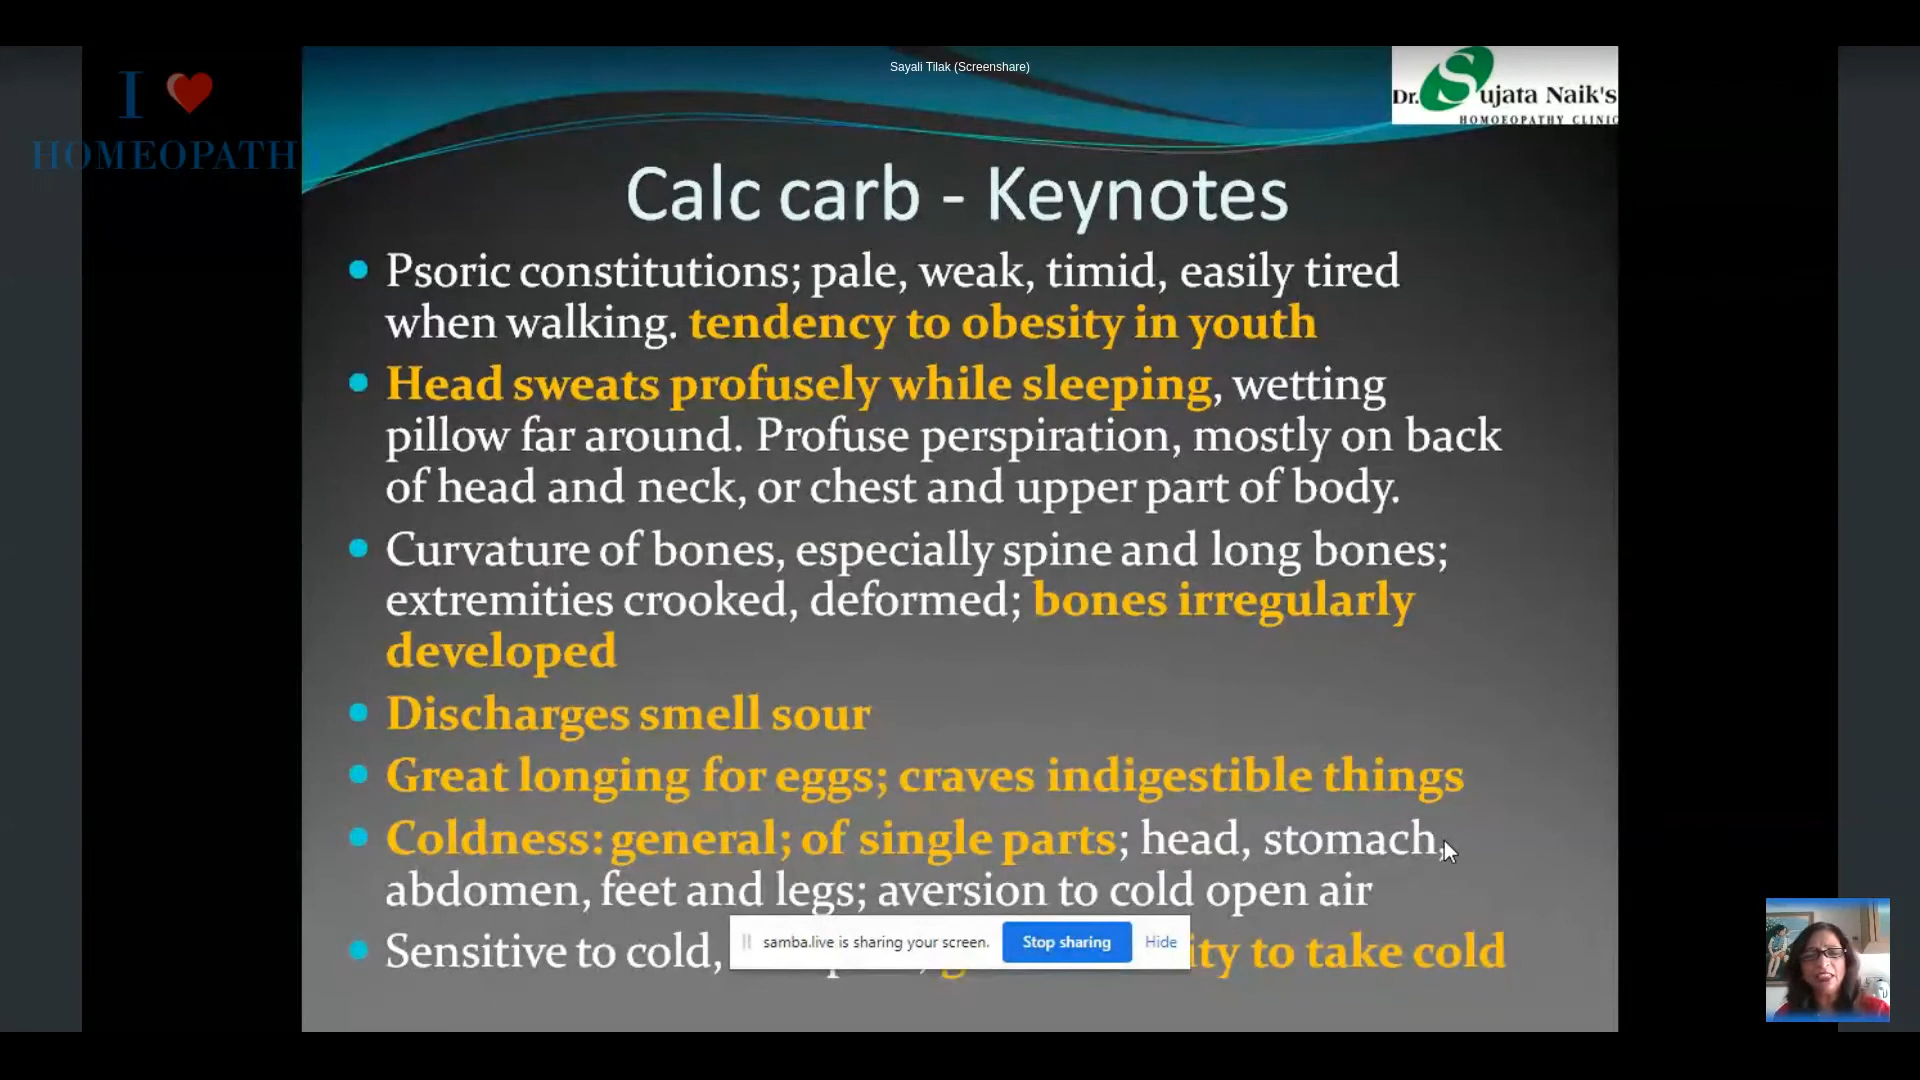 Sayali Tilak (Screenshare)
I
HOMEOPATH
Dr. Sujata Naik's
HOMOEOPATHY CLINIC
Calc carb - Keynotes
Psoric constitutions; pale, weak, timid, easily tired
when walking. tendency to obesity in youth
Head sweats profusely while sleeping, wetting
pillow far around. Profuse perspiration, mostly on back
of head and neck, or chest and upper part of body.
Curvature of bones, especially spine and long bones;
extremities crooked, deformed; bones irregularly
developed
Discharges smell sour
Great longing for eggs; craves indigestible things
Coldness: general; of single parts; head, stomach,
abdomen, feet and legs; aversion to cold open air
Sensitive to cold, to take cold
samba.live is sharing your screen. Stop sharing Hide